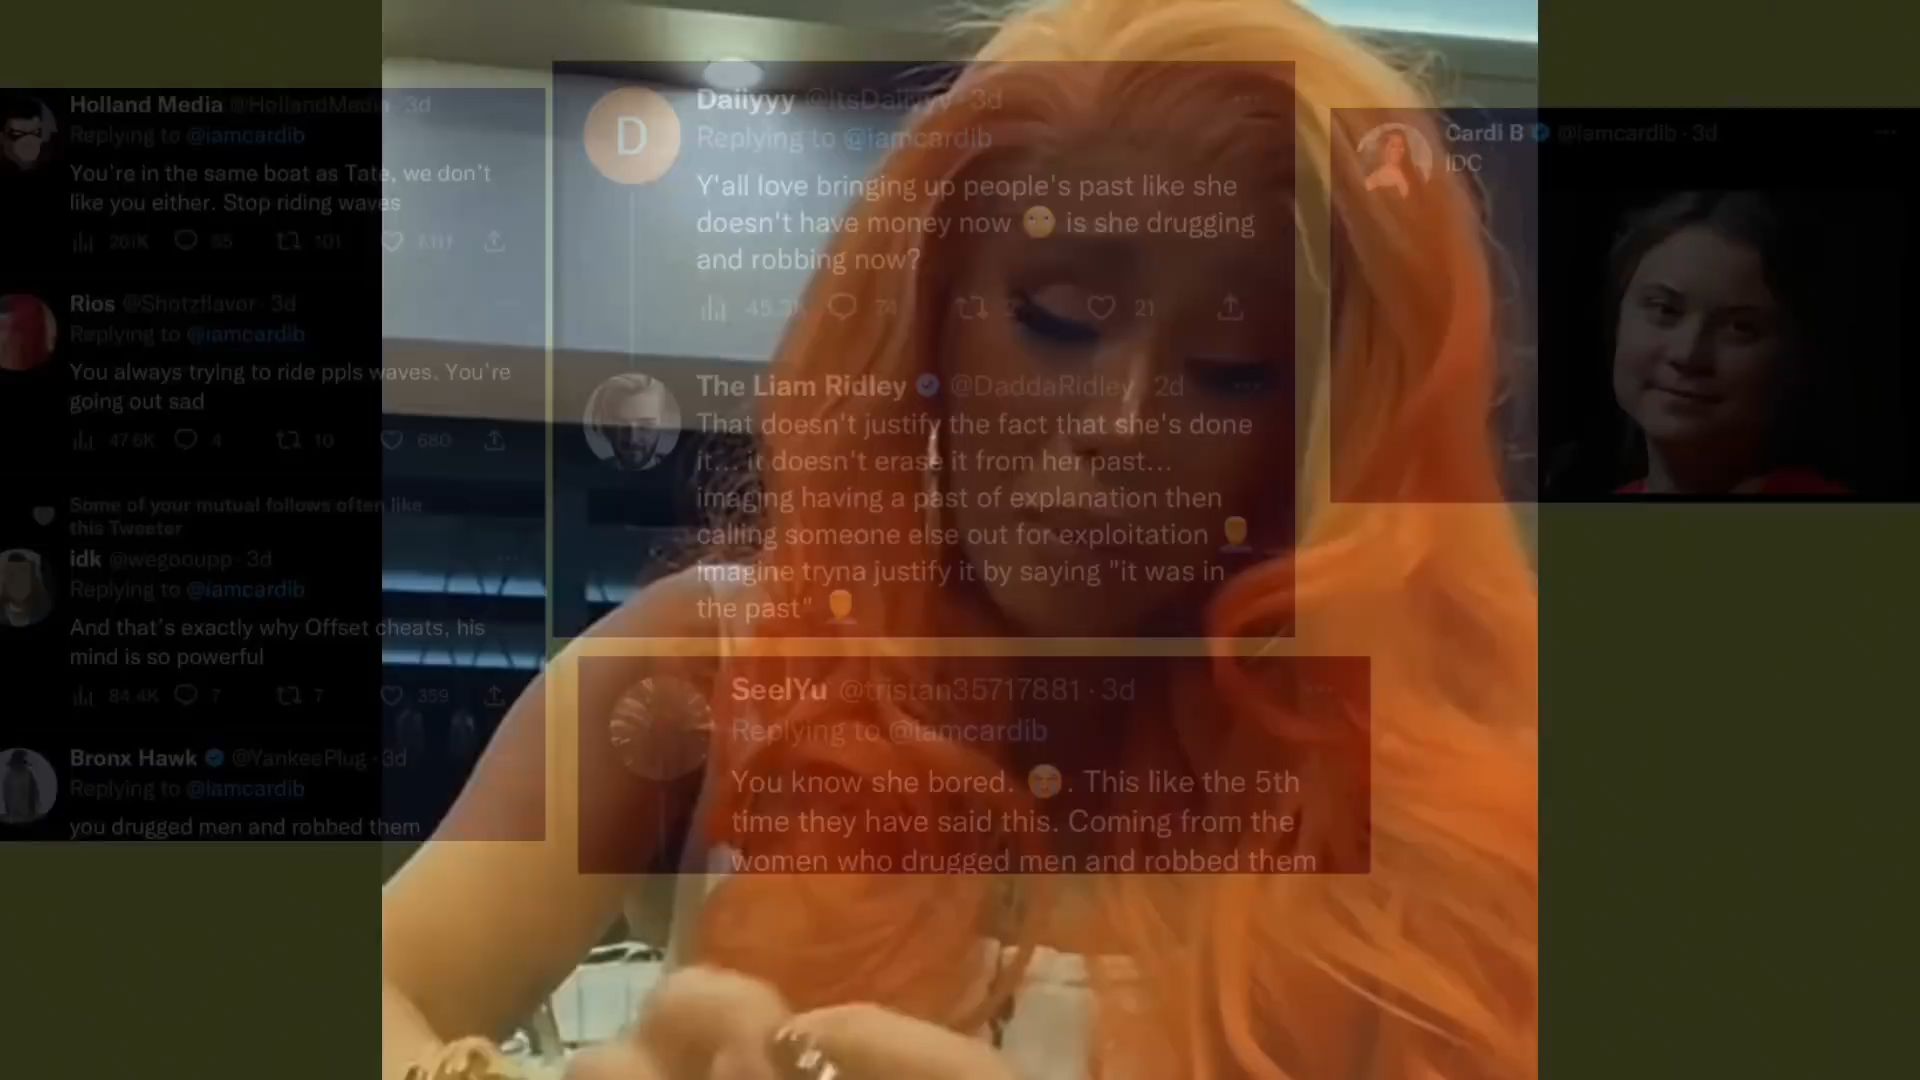 Holland Media @HollandMedia · 3d
Replying to @iamcardib
You're in the same boat as Tate, we don't
like you either. Stop riding waves
201K 101
Rios @Shotzflavor · 3d
Replying to @iamcardib
You always tryIng to ride ppls waves. You're
going out sad
47.6K 4 10 680
Some of your mutual follows often like
this Tweeter
idk @wegoouupp · 3d
Replying to @iamcardib
And that's exactly why Offset cheats, his
mind is so powerful
84.4K 7 7 359
Bronx Hawk @YankeePlug · 3d
Replying to @iamcardib
you drugged men and robbed them
D
Daiiyyy @ItsDaiiyyy · 3d
Replying to @iamcardib
Y'all love bringing up people's past like she
doesn't have money now is she drugging
and robbing now?
74 21
The Liam Ridley @DaddaRidley · 2d
That doesn't justify the fact that she's done
it... it doesn't erase it from her past...
imaging having a past of explanation then
calling someone else out for exploitation
imagine tryna justify it by saying "it was in
the past"
SeelYu @tristan35717881 · 3d
Replying to @iamcardib
You know she bored. . This like the 5th
time they have said this. Coming from the
women who drugged men and robbed them
Cardi B @iamcardib · 3d
IDC